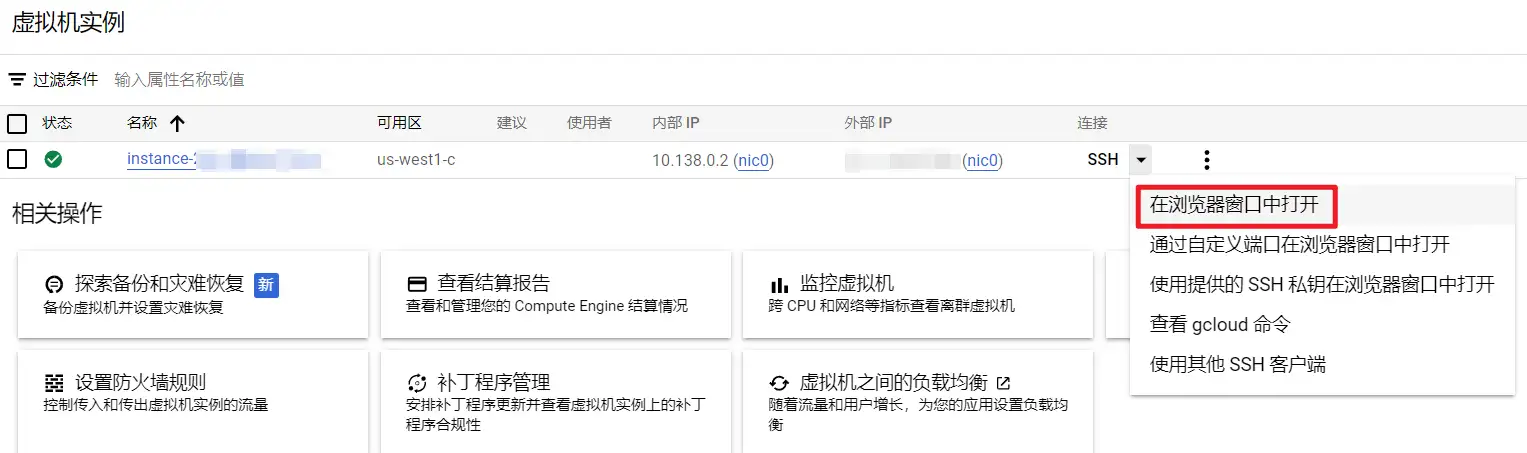 虚拟机实例
过滤条件 输入属性名称或值
状态 名称 可用区 建议 使用者 内部 IP 外部 IP 连接
instance- us-west1-c 10.138.0.2 (nic0) (nic0) SSH
在浏览器窗口中打开
通过自定义端口在浏览器窗口中打开
使用提供的 SSH 私钥在浏览器窗口中打开
查看 gcloud 命令
使用其他 SSH 客户端
相关操作
探索备份和灾难恢复 新
备份虚拟机并设置灾难恢复
查看结算报告
查看和管理您的 Compute Engine 结算情况
监控虚拟机
跨 CPU 和网络等指标查看离群虚拟机
设置防火墙规则
控制传入和传出虚拟机实例的流量
补丁程序管理
安排补丁程序更新并查看虚拟机实例上的补丁
程序合规性
虚拟机之间的负载均衡
随着流量和用户增长，为您的应用设置负载均
衡